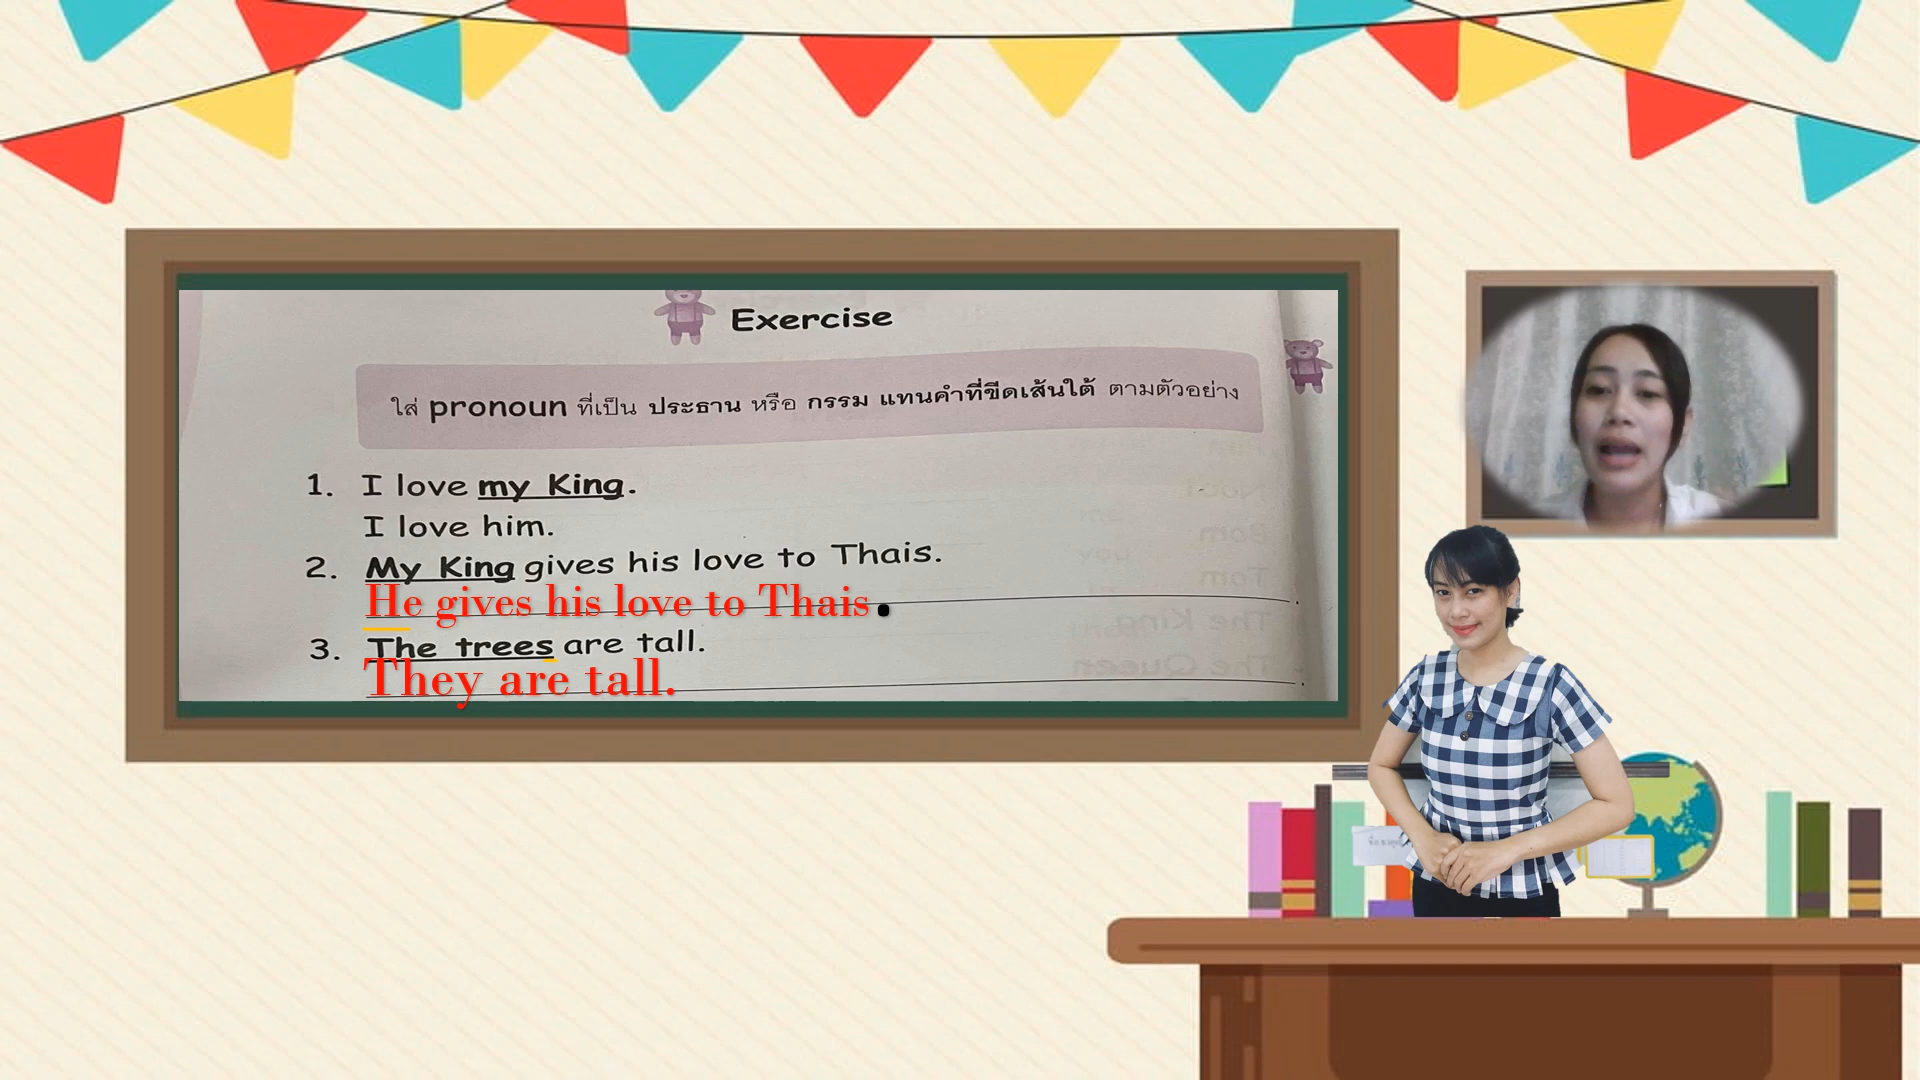 Exercise
ใส่ pronoun ที่เป็น ประธาน หรือ กรรม แทนคำที่ขีดเส้นใต้ ตามตัวอย่าง
1. I love my King.
I love him.
2. My King gives his love to Thais.
He gives his love to Thais.
3. The trees are tall.
They are tall.